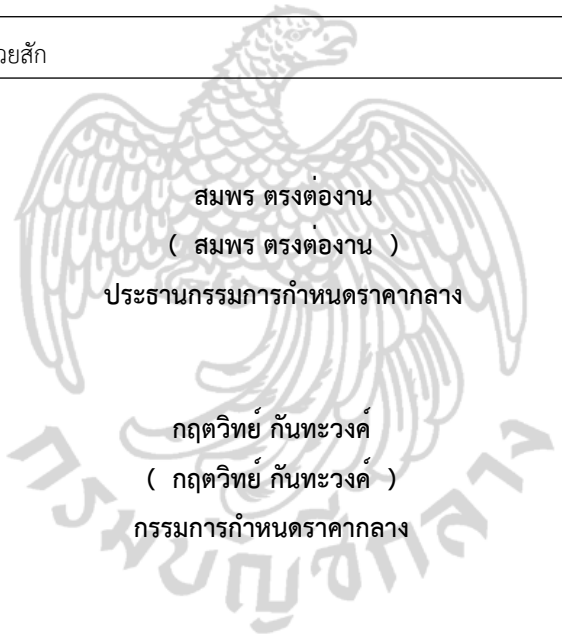 วยสัก
สมพร ตรงต่องาน
( สมพร ตรงต่องาน )
ประธานกรรมการกำหนดราคากลาง
กฤตวิทย์ กันทะวงค์
( กฤตวิทย์ กันทะวงค์ )
กรรมการกำหนดราคากลาง
กรมบัญชีกลาง